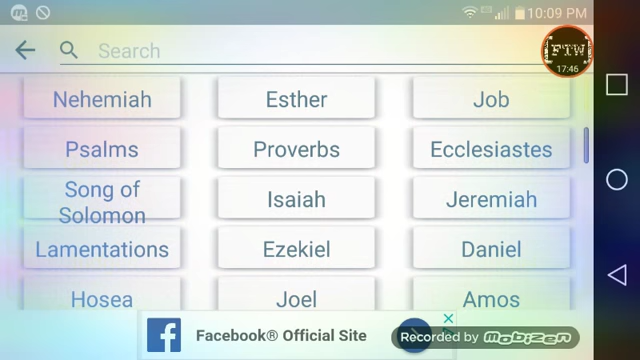 10:09 PM
Search
FTW
17:46
Nehemiah
Esther
Job
Psalms
Proverbs
Ecclesiastes
Song of
Solomon
Isaiah
Jeremiah
Lamentations
Ezekiel
Daniel
Hosea
Joel
Amos
Facebook® Official Site
Recorded by Mobizen